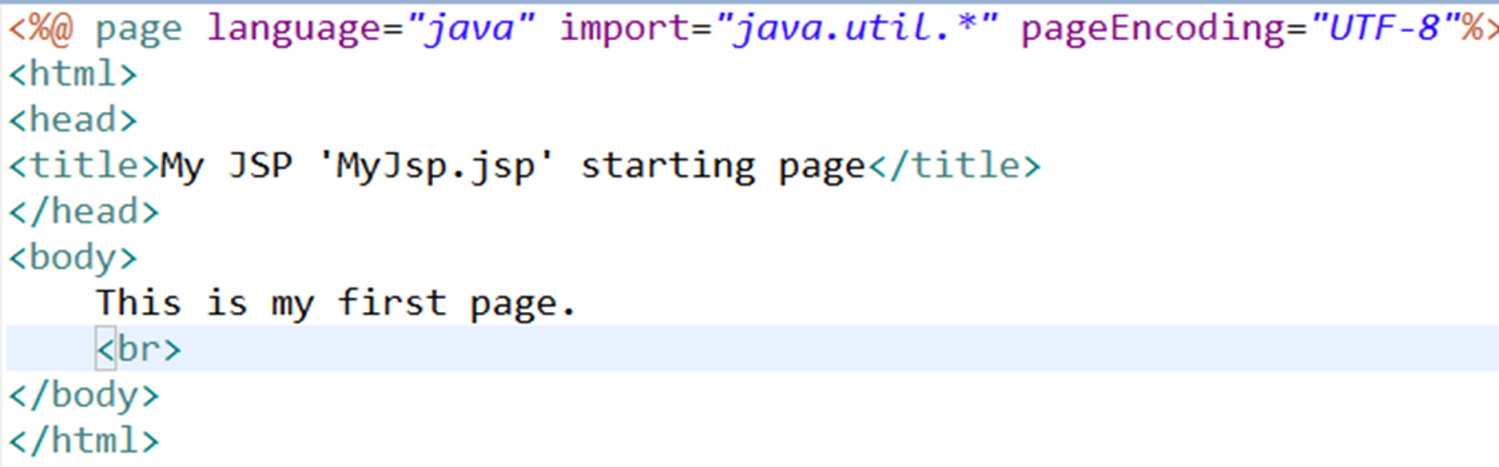 <%@ page language="java" import="java.util.*" pageEncoding="UTF-8"%>
<html>
<head>
<title>My JSP 'MyJsp.jsp' starting page</title>
</head>
<body>
    This is my first page.
    <br>
</body>
</html>